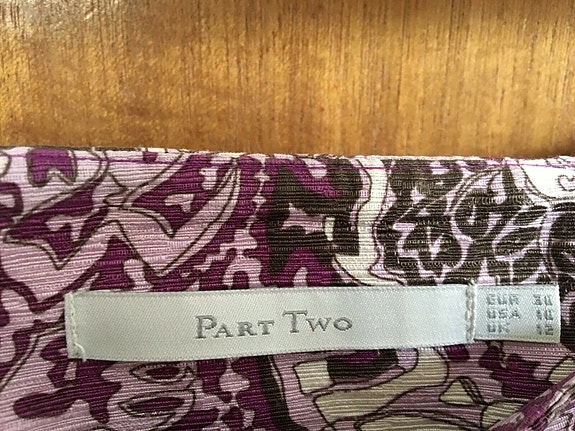 PART TWO
EUR 38
USA 10
UK 12